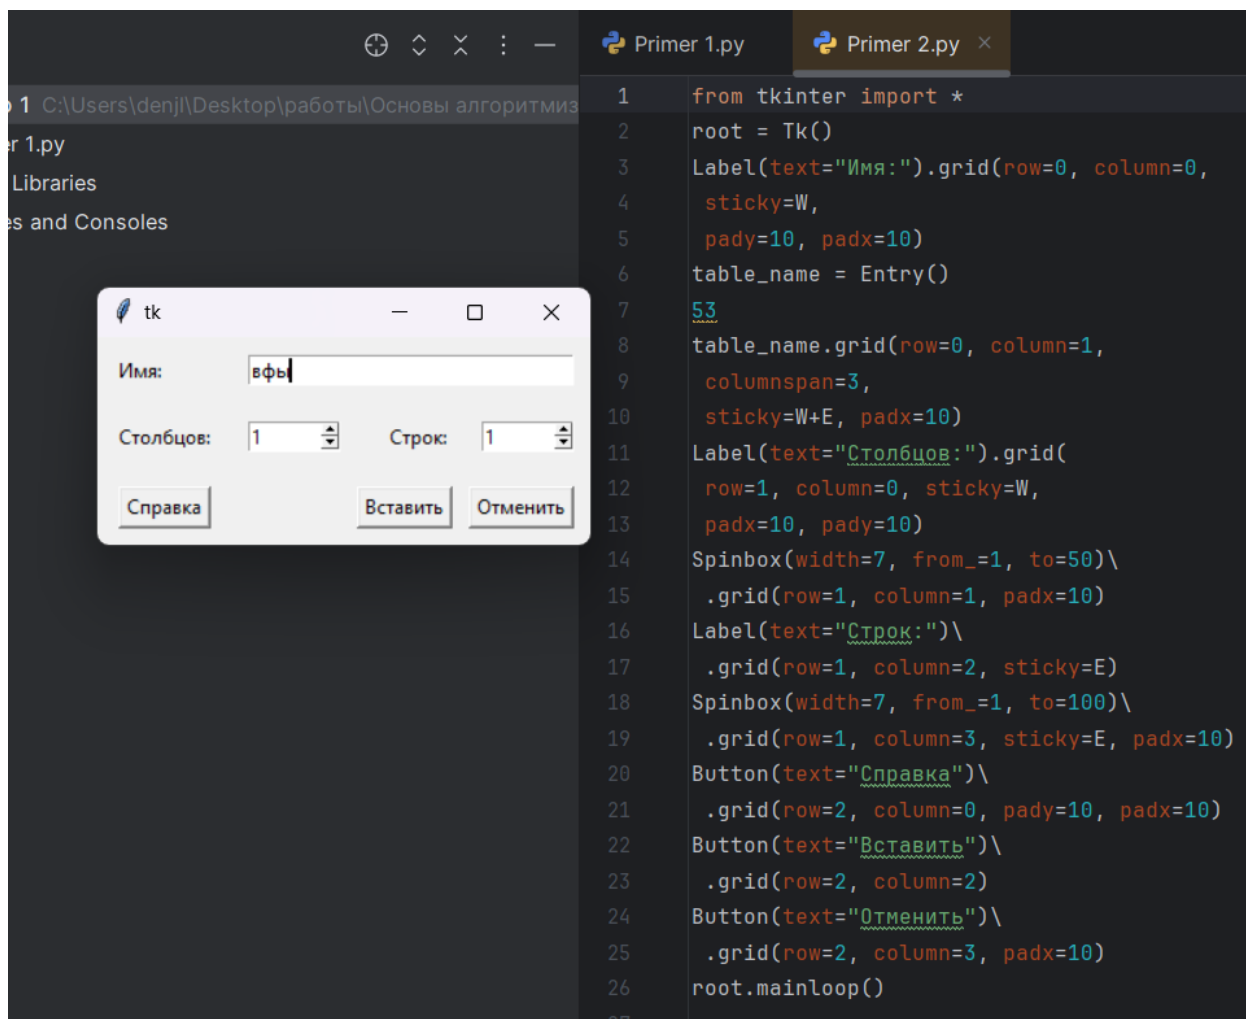 Primer 1.py
Primer 2.py
1 C:\Users\denjl\Desktop\работы\Основы алгоритмиз
er 1.py
Libraries
es and Consoles
tk
Имя:
вфы
Столбцов:
1
Строк:
1
Справка
Вставить
Отменить
1 from tkinter import *
2 root = Tk()
3 Label(text="Имя:").grid(row=0, column=0,
4 sticky=W,
5 pady=10, padx=10)
6 table_name = Entry()
7 53
8 table_name.grid(row=0, column=1,
9 columnspan=3,
10 sticky=W+E, padx=10)
11 Label(text="Столбцов:").grid(
12 row=1, column=0, sticky=W,
13 padx=10, pady=10)
14 Spinbox(width=7, from_=1, to=50)\
15 .grid(row=1, column=1, padx=10)
16 Label(text="Строк:")\
17 .grid(row=1, column=2, sticky=E)
18 Spinbox(width=7, from_=1, to=100)\
19 .grid(row=1, column=3, sticky=E, padx=10)
20 Button(text="Справка")\
21 .grid(row=2, column=0, pady=10, padx=10)
22 Button(text="Вставить")\
23 .grid(row=2, column=2)
24 Button(text="Отменить")\
25 .grid(row=2, column=3, padx=10)
26 root.mainloop()